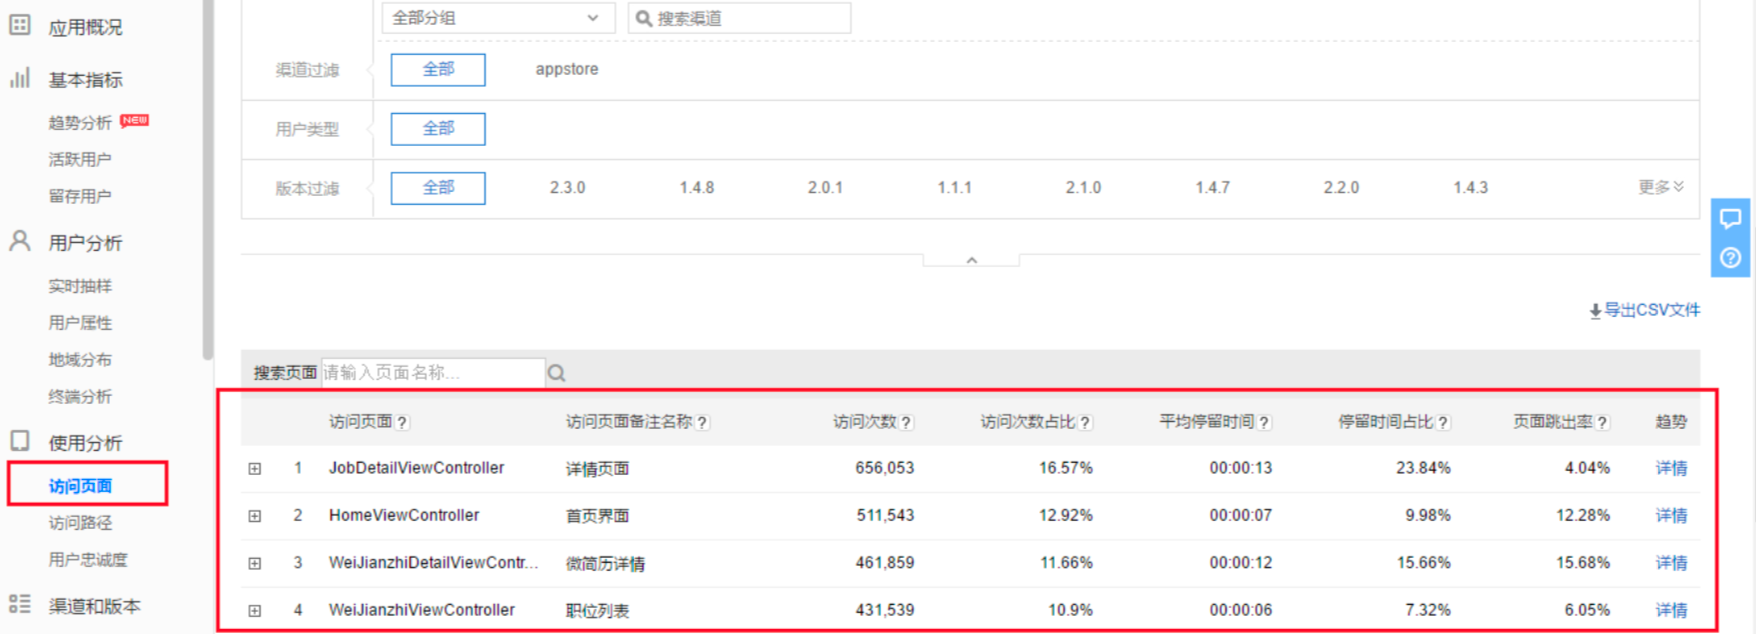 应用概况
基本指标
趋势分析 NEW
活跃用户
留存用户
用户分析
实时抽样
用户属性
地域分布
终端分析
使用分析
访问页面
访问路径
用户忠诚度
渠道和版本
全部分组 搜索渠道
渠道过滤 全部 appstore
用户类型 全部
版本过滤 全部 2.3.0 1.4.8 2.0.1 1.1.1 2.1.0 1.4.7 2.2.0 1.4.3 更多
导出CSV文件
搜索页面 请输入页面名称...
访问页面 ? 访问页面备注名称 ? 访问次数 ? 访问次数占比 ? 平均停留时间 ? 停留时间占比 ? 页面跳出率 ? 趋势
1 JobDetailViewController 详情页面 656,053 16.57% 00:00:13 23.84% 4.04% 详情
2 HomeViewController 首页界面 511,543 12.92% 00:00:07 9.98% 12.28% 详情
3 WeiJianzhiDetailViewContr... 微简历详情 461,859 11.66% 00:00:12 15.66% 15.68% 详情
4 WeiJianzhiViewController 职位列表 431,539 10.9% 00:00:06 7.32% 6.05% 详情